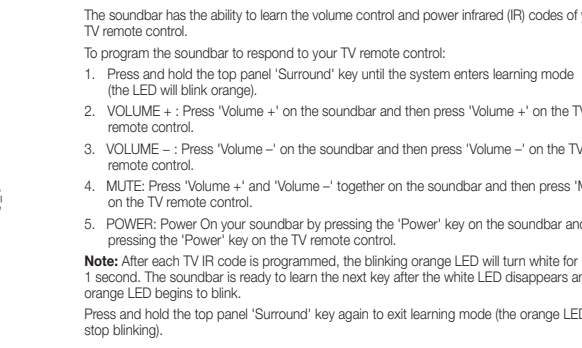 The soundbar has the ability to learn the volume control and power infrared (IR) codes of
TV remote control.
To program the soundbar to respond to your TV remote control:
1. Press and hold the top panel 'Surround' key until the system enters learning mode
(the LED will blink orange).
2. VOLUME + : Press 'Volume +' on the soundbar and then press 'Volume +' on the TV
remote control.
3. VOLUME – : Press 'Volume –' on the soundbar and then press 'Volume –' on the TV
remote control.
4. MUTE: Press 'Volume +' and 'Volume –' together on the soundbar and then press
on the TV remote control.
5. POWER: Power On your soundbar by pressing the 'Power' key on the soundbar and
pressing the 'Power' key on the TV remote control.
Note: After each TV IR code is programmed, the blinking orange LED will turn white for
1 second. The soundbar is ready to learn the next key after the white LED disappears
orange LED begins to blink.
Press and hold the top panel 'Surround' key again to exit learning mode (the orange LED
stop blinking).